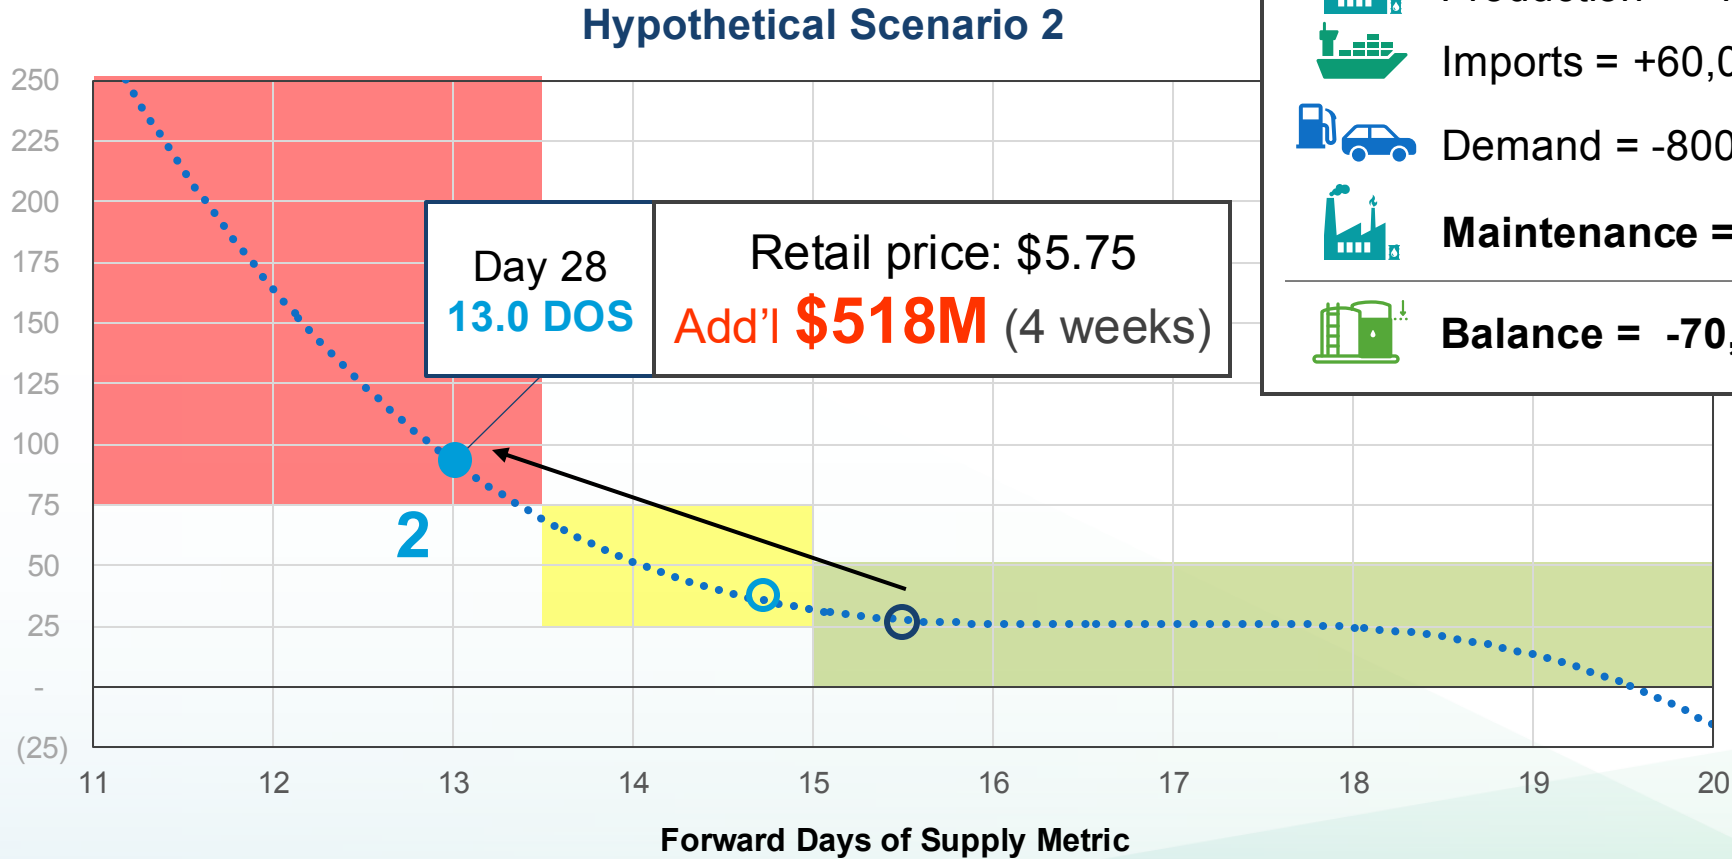 Hypothetical Scenario 2
Imports = +60,0
Demand = -800
Maintenance =
Balance = -70,
250
225
200
175
150
125
100
75
50
25
-
(25)
Day 28
13.0 DOS
Retail price: $5.75
Add’l $518M (4 weeks)
2
11 12 13 14 15 16 17 18 19 20
Forward Days of Supply Metric